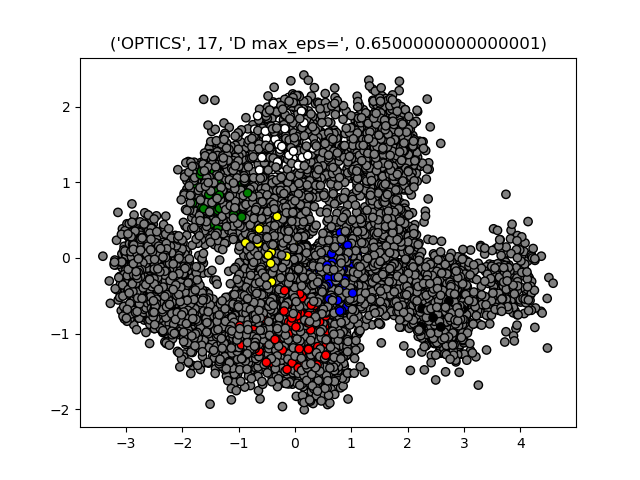 ('OPTICS', 17, 'D max_eps=', 0.6500000000000001)
2
1
0
−1
−2
−3 −2 −1 0 1 2 3 4